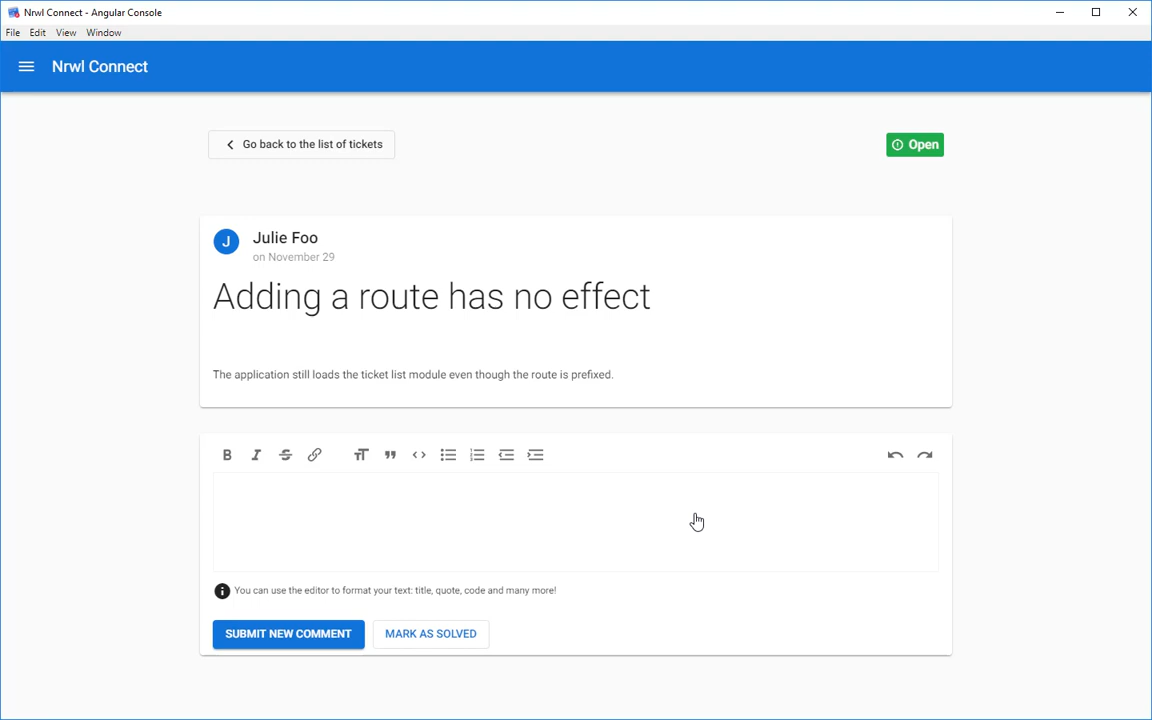 Nrwl Connect - Angular Console
File Edit View Window
Nrwl Connect
Go back to the list of tickets
Open
J
Julie Foo
on November 29
Adding a route has no effect
The application still loads the ticket list module even though the route is prefixed.
You can use the editor to format your text: title, quote, code and many more!
SUBMIT NEW COMMENT MARK AS SOLVED